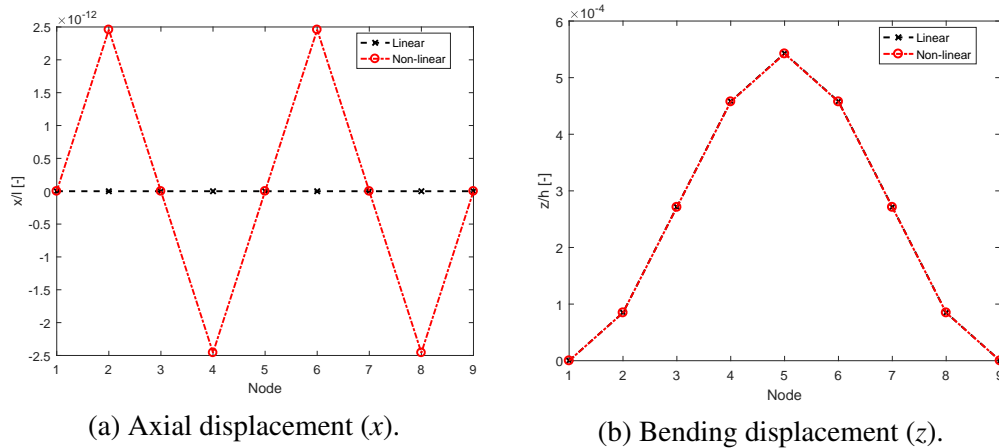 ×10⁻¹²
2.5
2
1.5
1
0.5
0
-0.5
-1
-1.5
-2
-2.5
x/l [-]
1 2 3 4 5 6 7 8 9
Node
Linear
Non-linear
(a) Axial displacement (x).
×10⁻⁴
6
5
4
3
2
1
0
z/h [-]
1 2 3 4 5 6 7 8 9
Node
Linear
Non-linear
(b) Bending displacement (z).